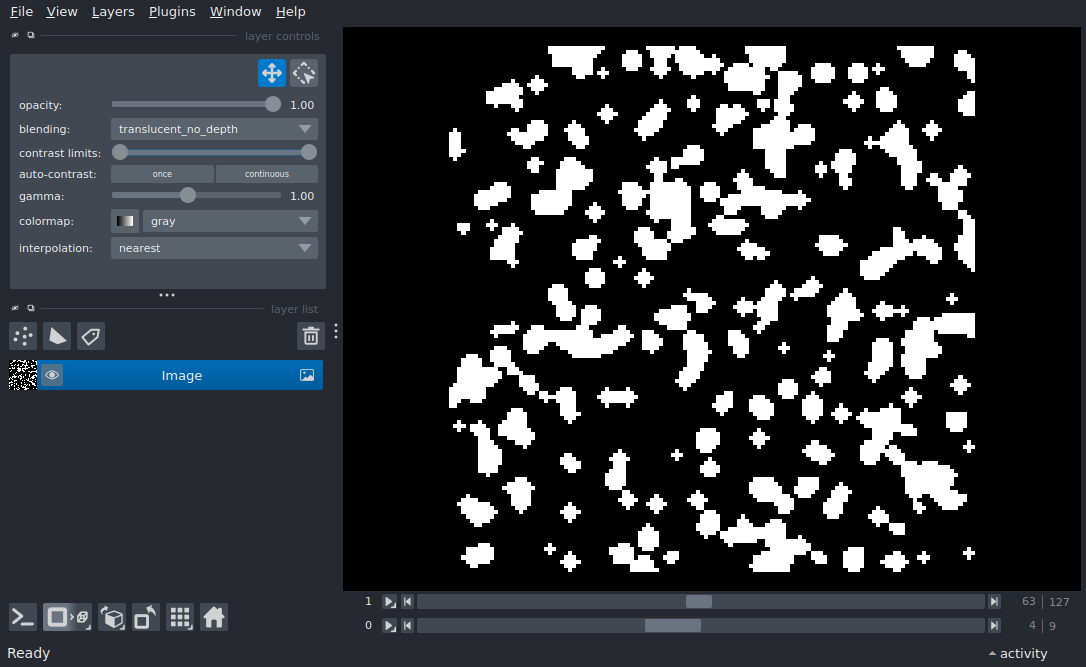 File View Layers Plugins Window Help
layer controls
opacity: 1.00
blending: translucent_no_depth
contrast limits:
auto-contrast: once continuous
gamma: 1.00
colormap: gray
interpolation: nearest
layer list
Image
1 63 127
0 4 9
Ready activity